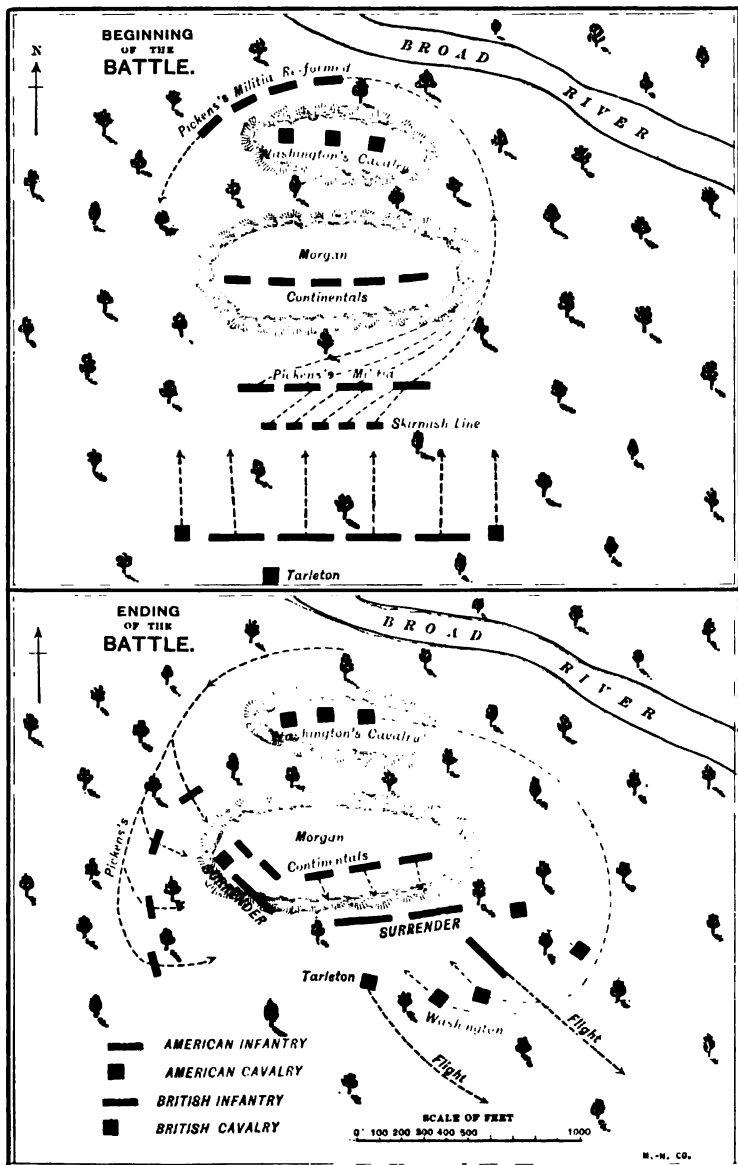 BEGINNING
OF THE
BATTLE.
N
BROAD
RIVER
Pickens's Militia Re-formed
Washington's Cavalry
Morgan
Continentals
Pickens's Militia
Skirmish Line
Tarleton
ENDING
OF THE
BATTLE.
BROAD
RIVER
Washington's Cavalry
Pickens's
Morgan
Continentals
SURRENDER
SURRENDER
Tarleton
Washington
Flight
Flight
AMERICAN INFANTRY
AMERICAN CAVALRY
BRITISH INFANTRY
BRITISH CAVALRY
SCALE OF FEET
0 100 200 300 400 500 1000
M.-N. CO.